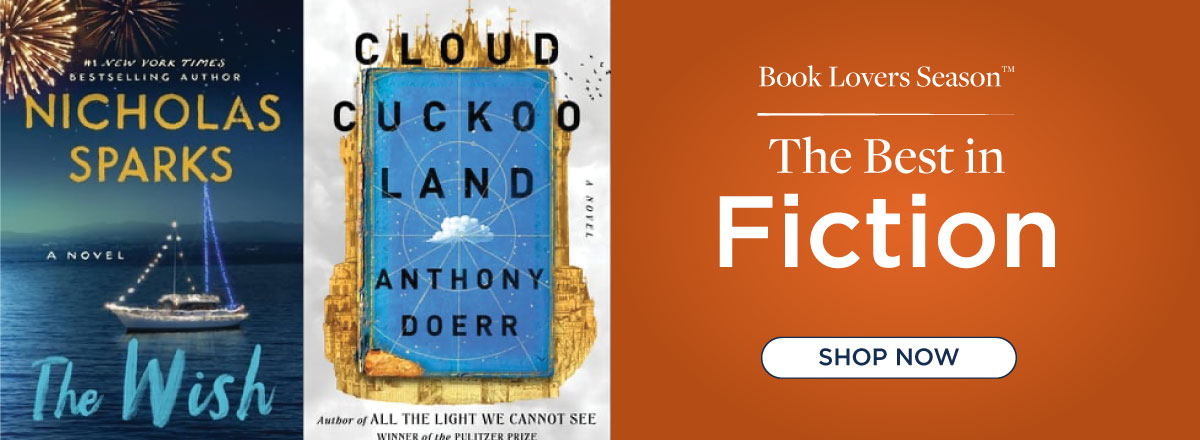 #1 NEW YORK TIMES
BESTSELLING AUTHOR
NICHOLAS
SPARKS
A NOVEL
The Wish
CLOUD
CUCKOO
LAND
A NOVEL
ANTHONY
DOERR
Author of ALL THE LIGHT WE CANNOT SEE
WINNER of the PULITZER PRIZE
Book Lovers Season™
The Best in
Fiction
SHOP NOW